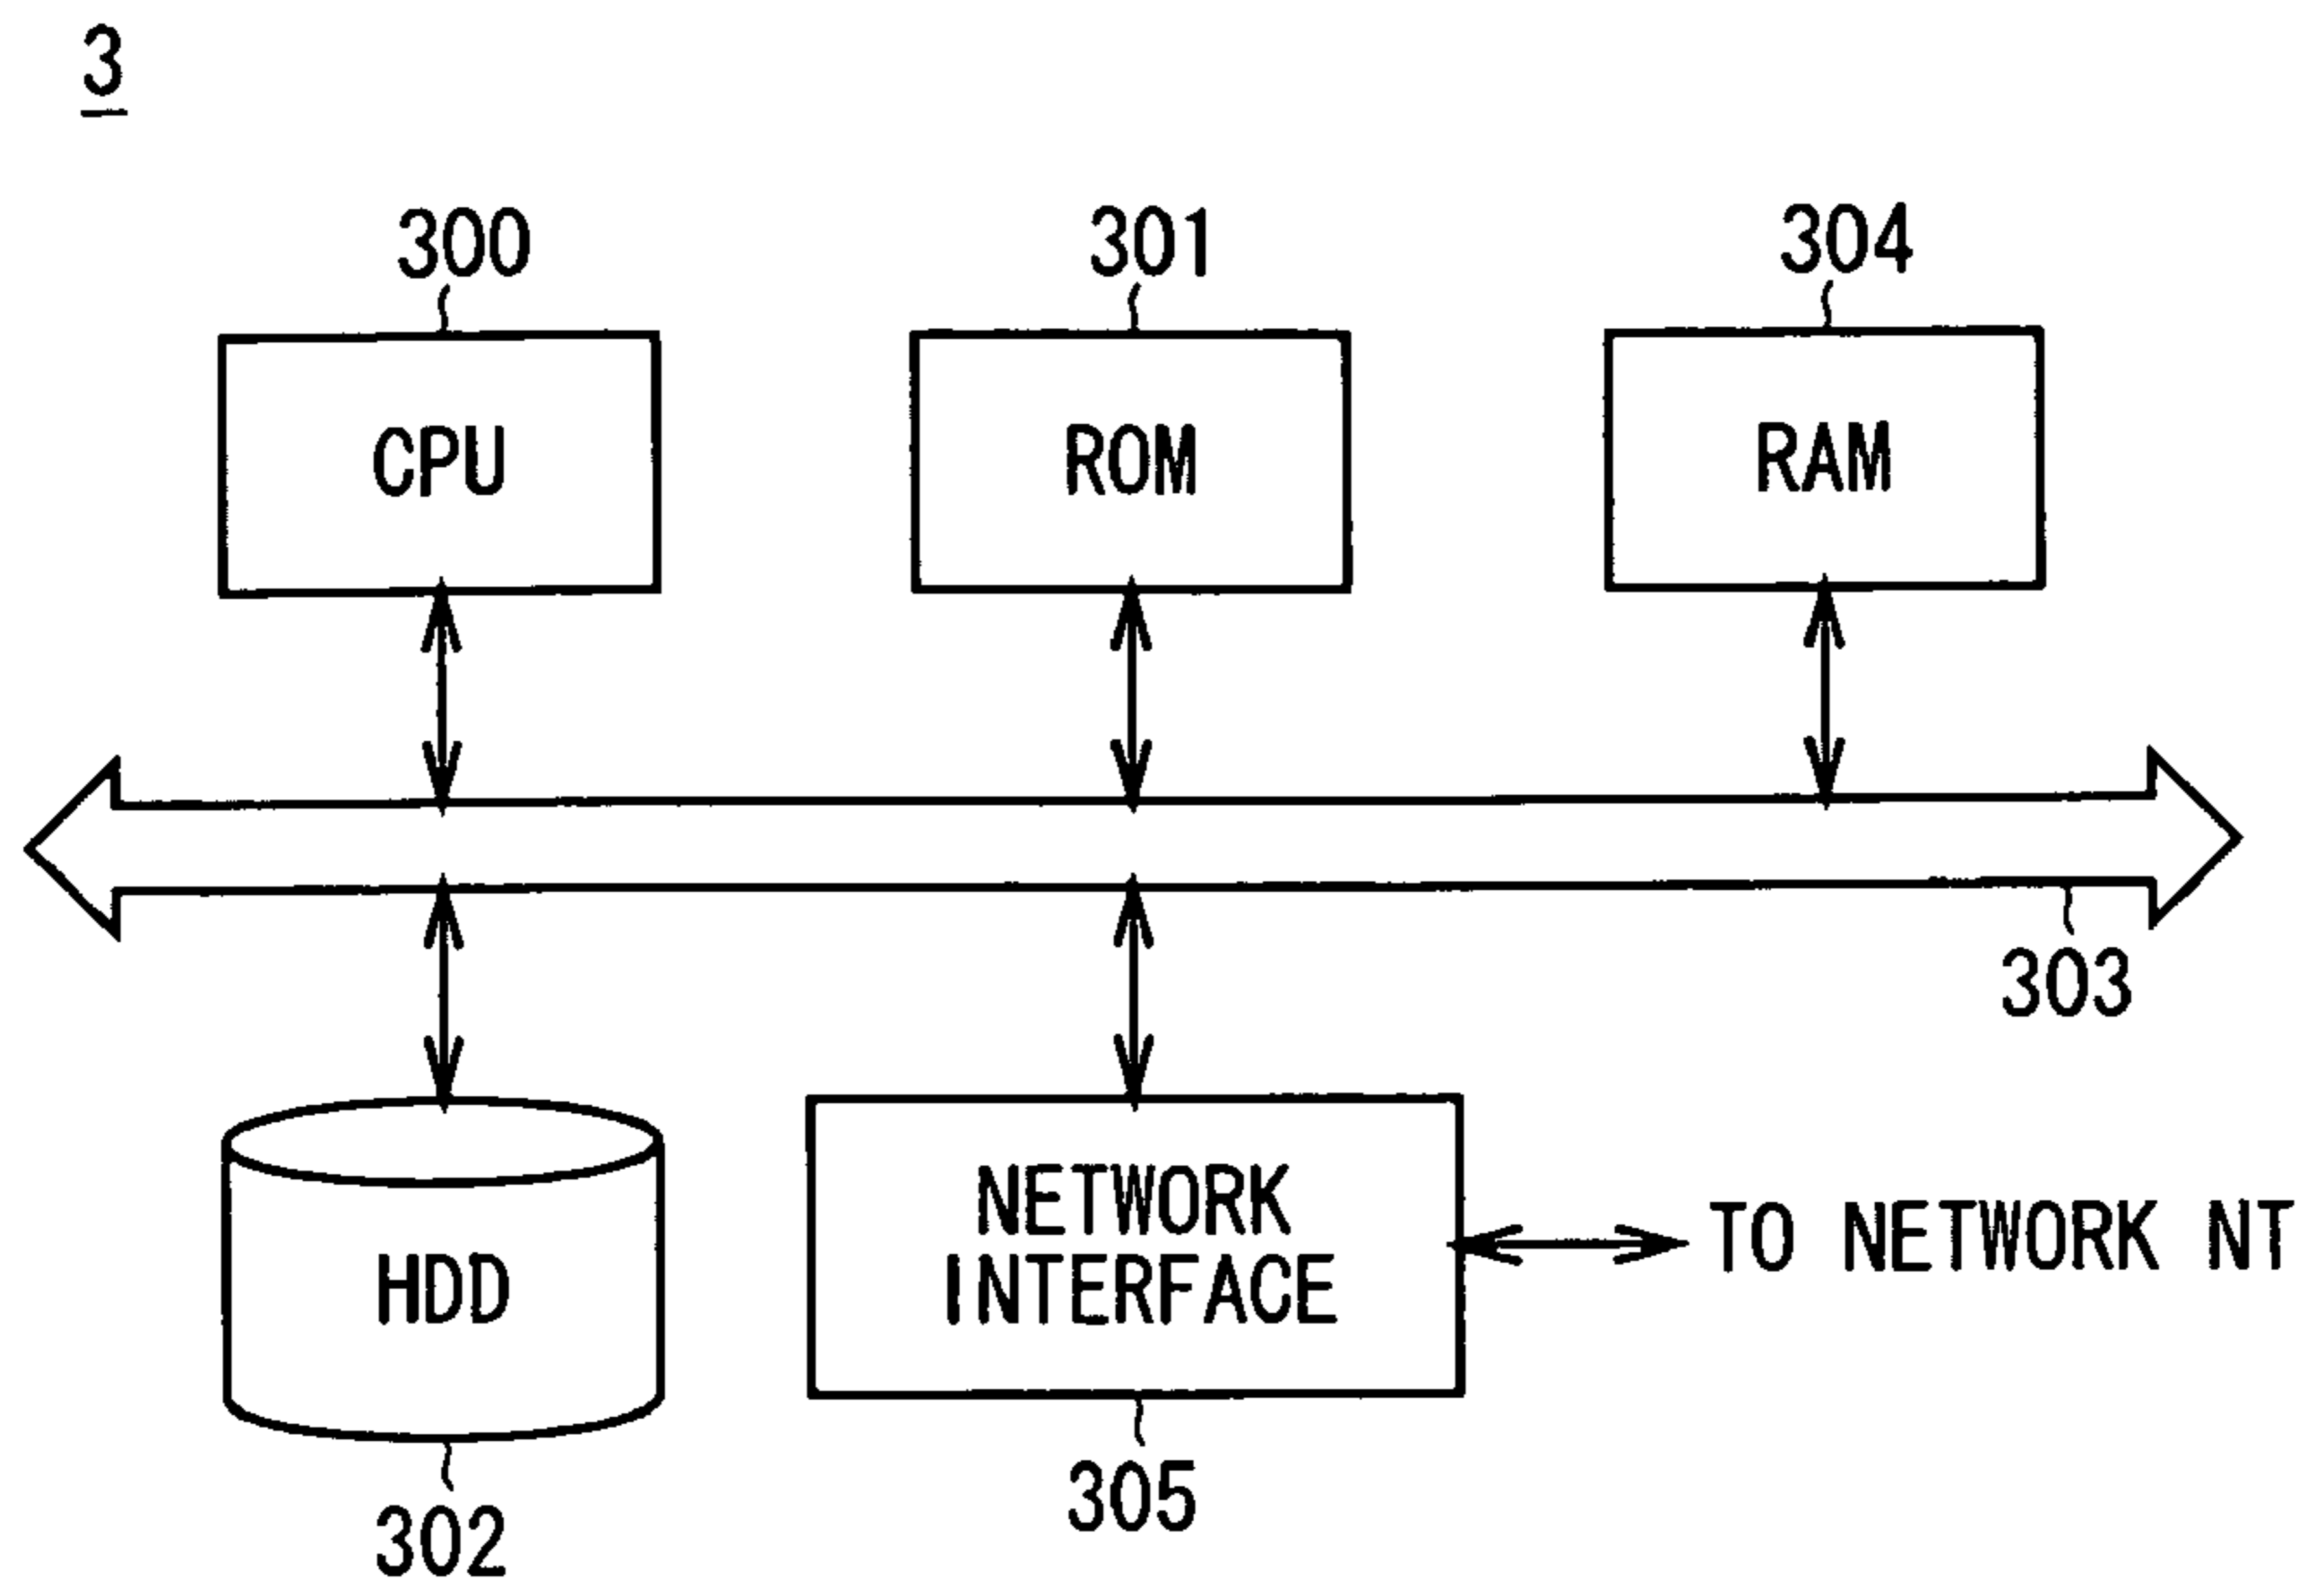 3
300
301
304
CPU
ROM
RAM
303
HDD
NETWORK
INTERFACE
TO NETWORK NT
302
305